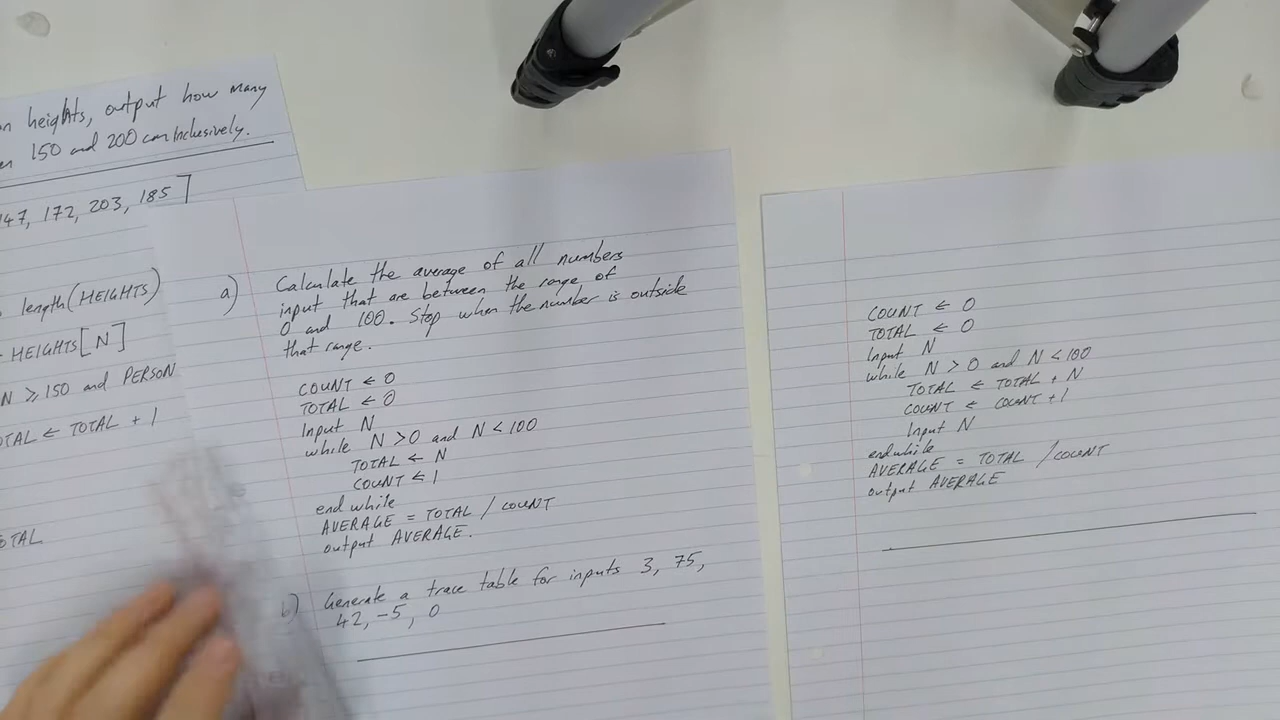 on heights, output how many
en 150 and 200 cm inclusively.
147, 172, 203, 185]
length(HEIGHTS)
HEIGHTS[N]
N ≥ 150 and PERSON
OTAL ← TOTAL + 1
OTAL
a) Calculate the average of all numbers
input that are between the range of
0 and 100. Stop when the number is outside
that range.
COUNT ← 0
TOTAL ← 0
Input N
while N > 0 and N < 100
TOTAL ← N
COUNT ← 1
end while
AVERAGE = TOTAL / COUNT
output AVERAGE.
b) Generate a trace table for inputs 3, 75,
42, -5, 0
COUNT ← 0
TOTAL ← 0
Input N
while N > 0 and N < 100
TOTAL ← TOTAL + N
COUNT ← COUNT + 1
Input N
endwhile
AVERAGE = TOTAL / COUNT
output AVERAGE